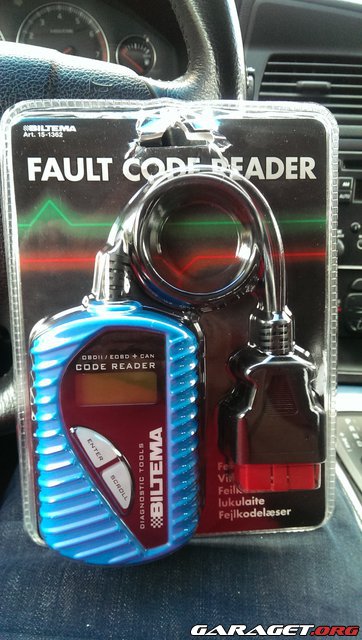 BILTEMA
Art. 15-1362
FAULT CODE READER
OBDII / EOBD + CAN
CODE READER
ENTER
SCROLL
DIAGNOSTIC TOOLS
BILTEMA
lukulaite
Fejlkodelæser
GARAGET.ORG